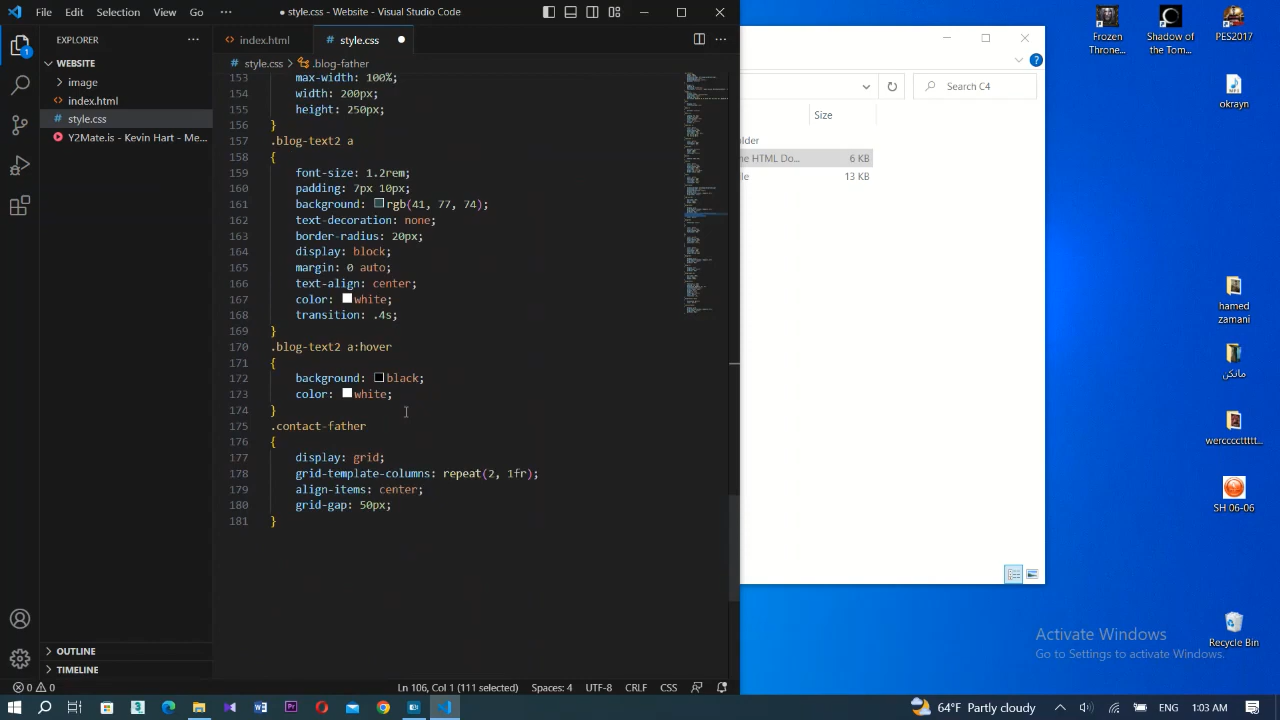 File Edit Selection View Go ··· ● style.css - Website - Visual Studio Code
EXPLORER ···
WEBSITE
image
index.html
style.css
Y2Mate.is - Kevin Hart - Me...
OUTLINE
TIMELINE
index.html style.css ●
style.css > .blog-father
153 max-width: 100%;
154 width: 200px;
155 height: 200px;
156 }
157 .blog-text2 a
158 {
159 font-size: 1.2rem;
160 padding: 7px 10px;
161 background: rgb(41, 77, 74);
162 text-decoration: none;
163 border-radius: 20px;
164 display: block;
165 margin: 0 auto;
166 text-align: center;
167 color: white;
168 transition: .4s;
169 }
170 .blog-text2 a:hover
171 {
172 background: black;
173 color: white;
174 }
175 .contact-father
176 {
177 display: grid;
178 grid-template-columns: repeat(2, 1fr);
179 align-items: center;
180 grid-gap: 50px;
181 }
0 0 Ln 106, Col 1 (111 selected) Spaces: 4 UTF-8 CRLF CSS
Search C4
Size
lder
ne HTML Do... 6 KB
le 13 KB
Frozen
Throne...
Shadow of
the Tom...
PES2017
okrayn
hamed
zamani
مانکن
werccccttttt...
SH 06-06
Recycle Bin
Activate Windows
Go to Settings to activate Windows.
64°F Partly cloudy ENG 1:03 AM